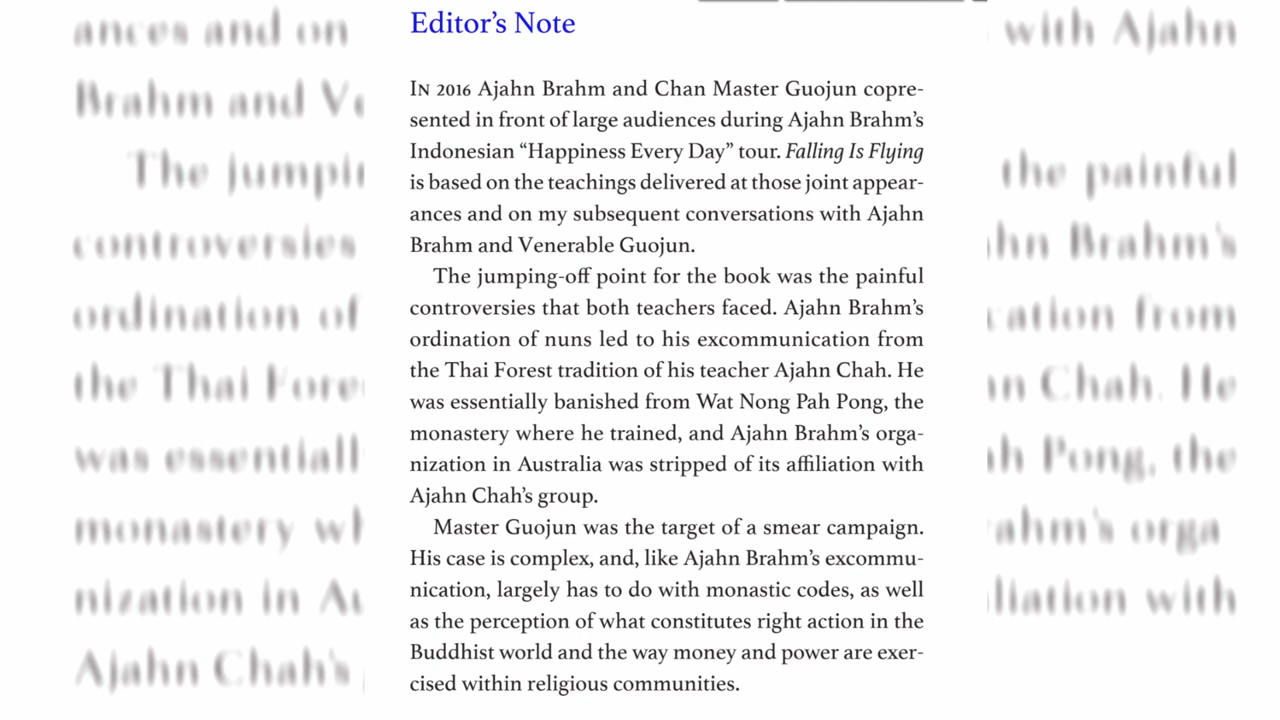 Editor’s Note
IN 2016 Ajahn Brahm and Chan Master Guojun copre-
sented in front of large audiences during Ajahn Brahm’s
Indonesian “Happiness Every Day” tour. Falling Is Flying
is based on the teachings delivered at those joint appear-
ances and on my subsequent conversations with Ajahn
Brahm and Venerable Guojun.
The jumping-off point for the book was the painful
controversies that both teachers faced. Ajahn Brahm’s
ordination of nuns led to his excommunication from
the Thai Forest tradition of his teacher Ajahn Chah. He
was essentially banished from Wat Nong Pah Pong, the
monastery where he trained, and Ajahn Brahm’s orga-
nization in Australia was stripped of its affiliation with
Ajahn Chah’s group.
Master Guojun was the target of a smear campaign.
His case is complex, and, like Ajahn Brahm’s excommu-
nication, largely has to do with monastic codes, as well
as the perception of what constitutes right action in the
Buddhist world and the way money and power are exer-
cised within religious communities.